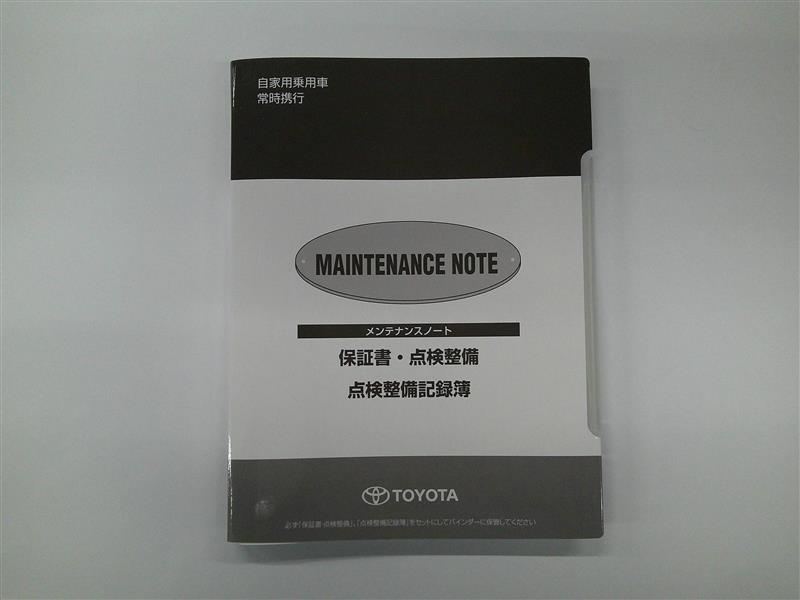 自家用乗用車
常時携行
MAINTENANCE NOTE
メンテナンスノート
保証書・点検整備
点検整備記録簿
TOYOTA
必ず「保証書・点検整備」、「点検整備記録簿」をセットにしてバインダーに保管してください